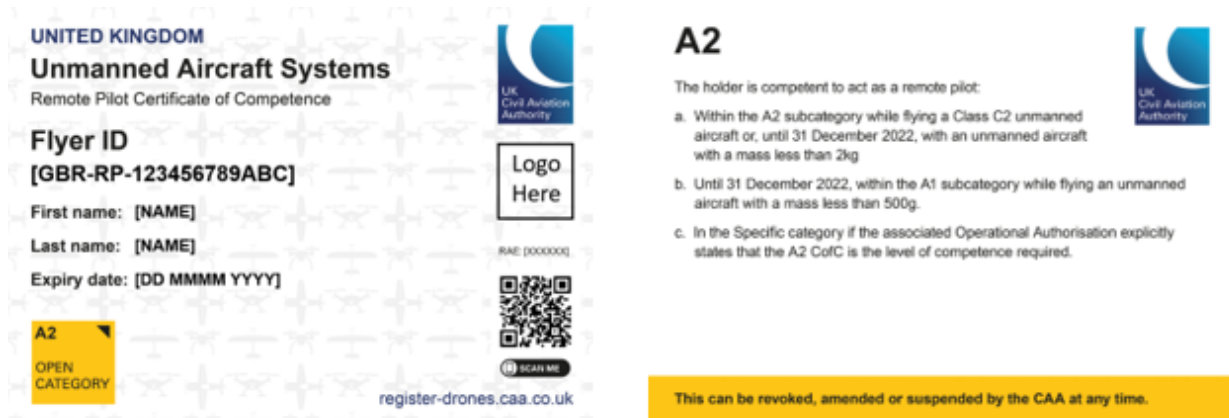 UNITED KINGDOM
Unmanned Aircraft Systems
Remote Pilot Certificate of Competence
Flyer ID
[GBR-RP-123456789ABC]
First name: [NAME]
Last name: [NAME]
Expiry date: [DD MMMM YYYY]
A2
OPEN
CATEGORY
UK
Civil Aviation
Authority
Logo
Here
RAE: [XXXXXXX]
SCAN ME
register-drones.caa.co.uk
A2
UK
Civil Aviation
Authority
The holder is competent to act as a remote pilot:
a. Within the A2 subcategory while flying a Class C2 unmanned
aircraft or, until 31 December 2022, with an unmanned aircraft
with a mass less than 2kg
b. Until 31 December 2022, within the A1 subcategory while flying an unmanned
aircraft with a mass less than 500g.
c. In the Specific category if the associated Operational Authorisation explicitly
states that the A2 CofC is the level of competence required.
This can be revoked, amended or suspended by the CAA at any time.